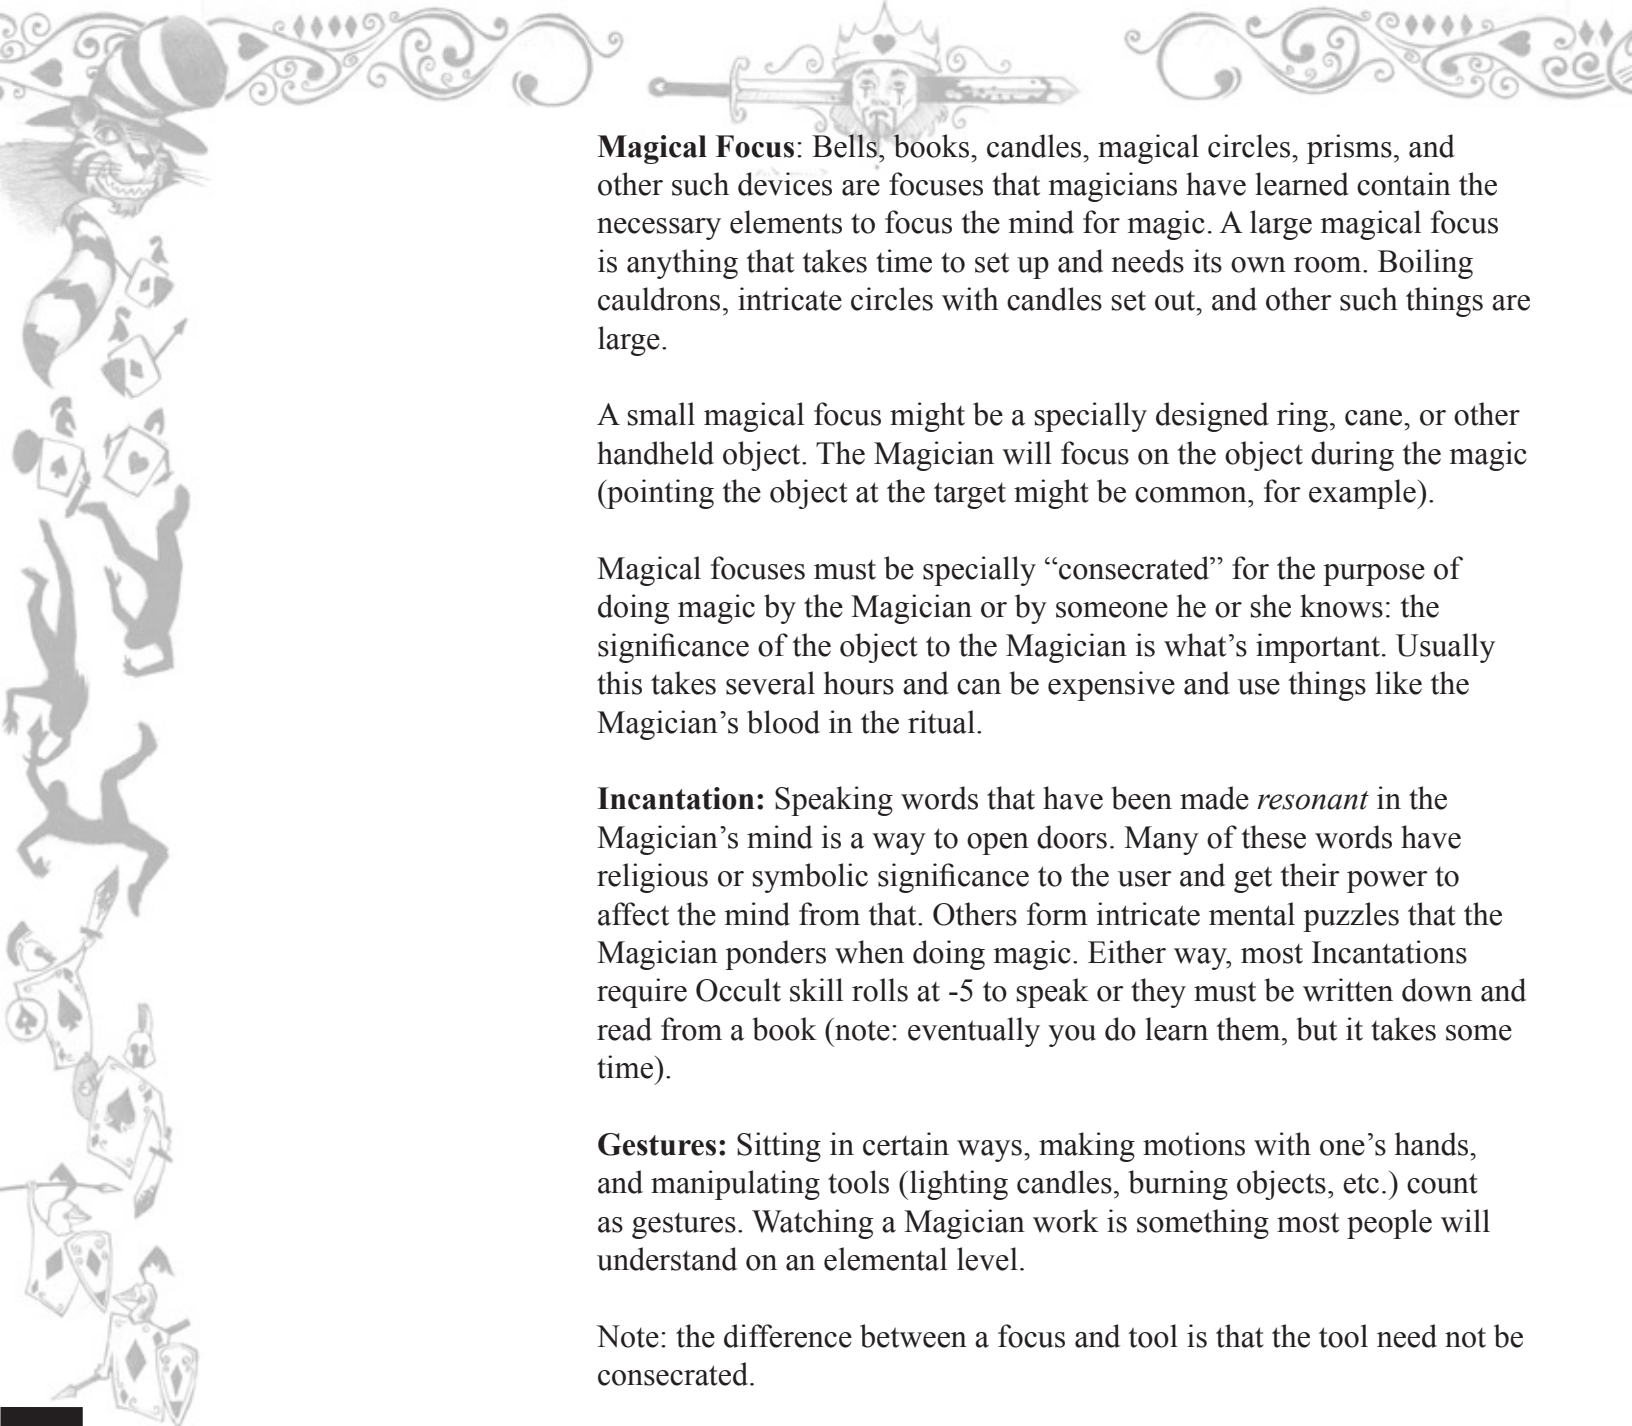 Magical Focus: Bells, books, candles, magical circles, prisms, and
other such devices are focuses that magicians have learned contain the
necessary elements to focus the mind for magic. A large magical focus
is anything that takes time to set up and needs its own room. Boiling
cauldrons, intricate circles with candles set out, and other such things are
large.
A small magical focus might be a specially designed ring, cane, or other
handheld object. The Magician will focus on the object during the magic
(pointing the object at the target might be common, for example).
Magical focuses must be specially “consecrated” for the purpose of
doing magic by the Magician or by someone he or she knows: the
significance of the object to the Magician is what’s important. Usually
this takes several hours and can be expensive and use things like the
Magician’s blood in the ritual.
Incantation: Speaking words that have been made resonant in the
Magician’s mind is a way to open doors. Many of these words have
religious or symbolic significance to the user and get their power to
affect the mind from that. Others form intricate mental puzzles that the
Magician ponders when doing magic. Either way, most Incantations
require Occult skill rolls at -5 to speak or they must be written down and
read from a book (note: eventually you do learn them, but it takes some
time).
Gestures: Sitting in certain ways, making motions with one’s hands,
and manipulating tools (lighting candles, burning objects, etc.) count
as gestures. Watching a Magician work is something most people will
understand on an elemental level.
Note: the difference between a focus and tool is that the tool need not be
consecrated.